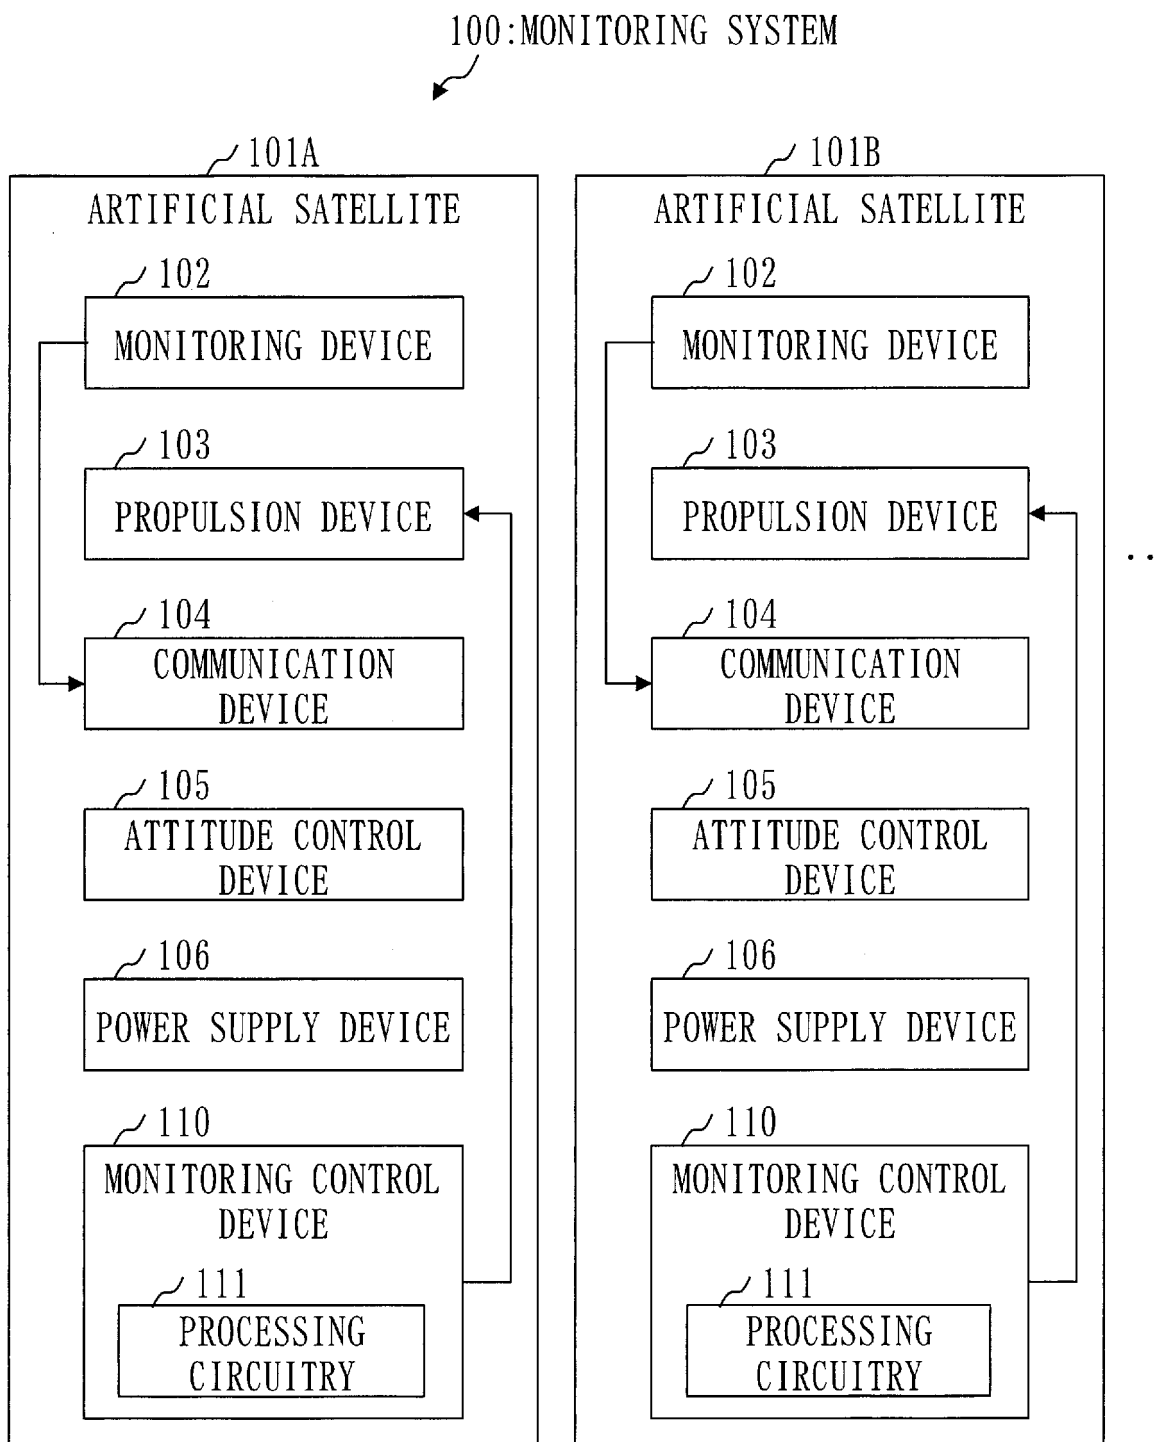 100:MONITORING SYSTEM
101A
ARTIFICIAL SATELLITE
102
MONITORING DEVICE
103
PROPULSION DEVICE
104
COMMUNICATION
DEVICE
105
ATTITUDE CONTROL
DEVICE
106
POWER SUPPLY DEVICE
110
MONITORING CONTROL
DEVICE
111
PROCESSING
CIRCUITRY
101B
ARTIFICIAL SATELLITE
102
MONITORING DEVICE
103
PROPULSION DEVICE
104
COMMUNICATION
DEVICE
105
ATTITUDE CONTROL
DEVICE
106
POWER SUPPLY DEVICE
110
MONITORING CONTROL
DEVICE
111
PROCESSING
CIRCUITRY
..